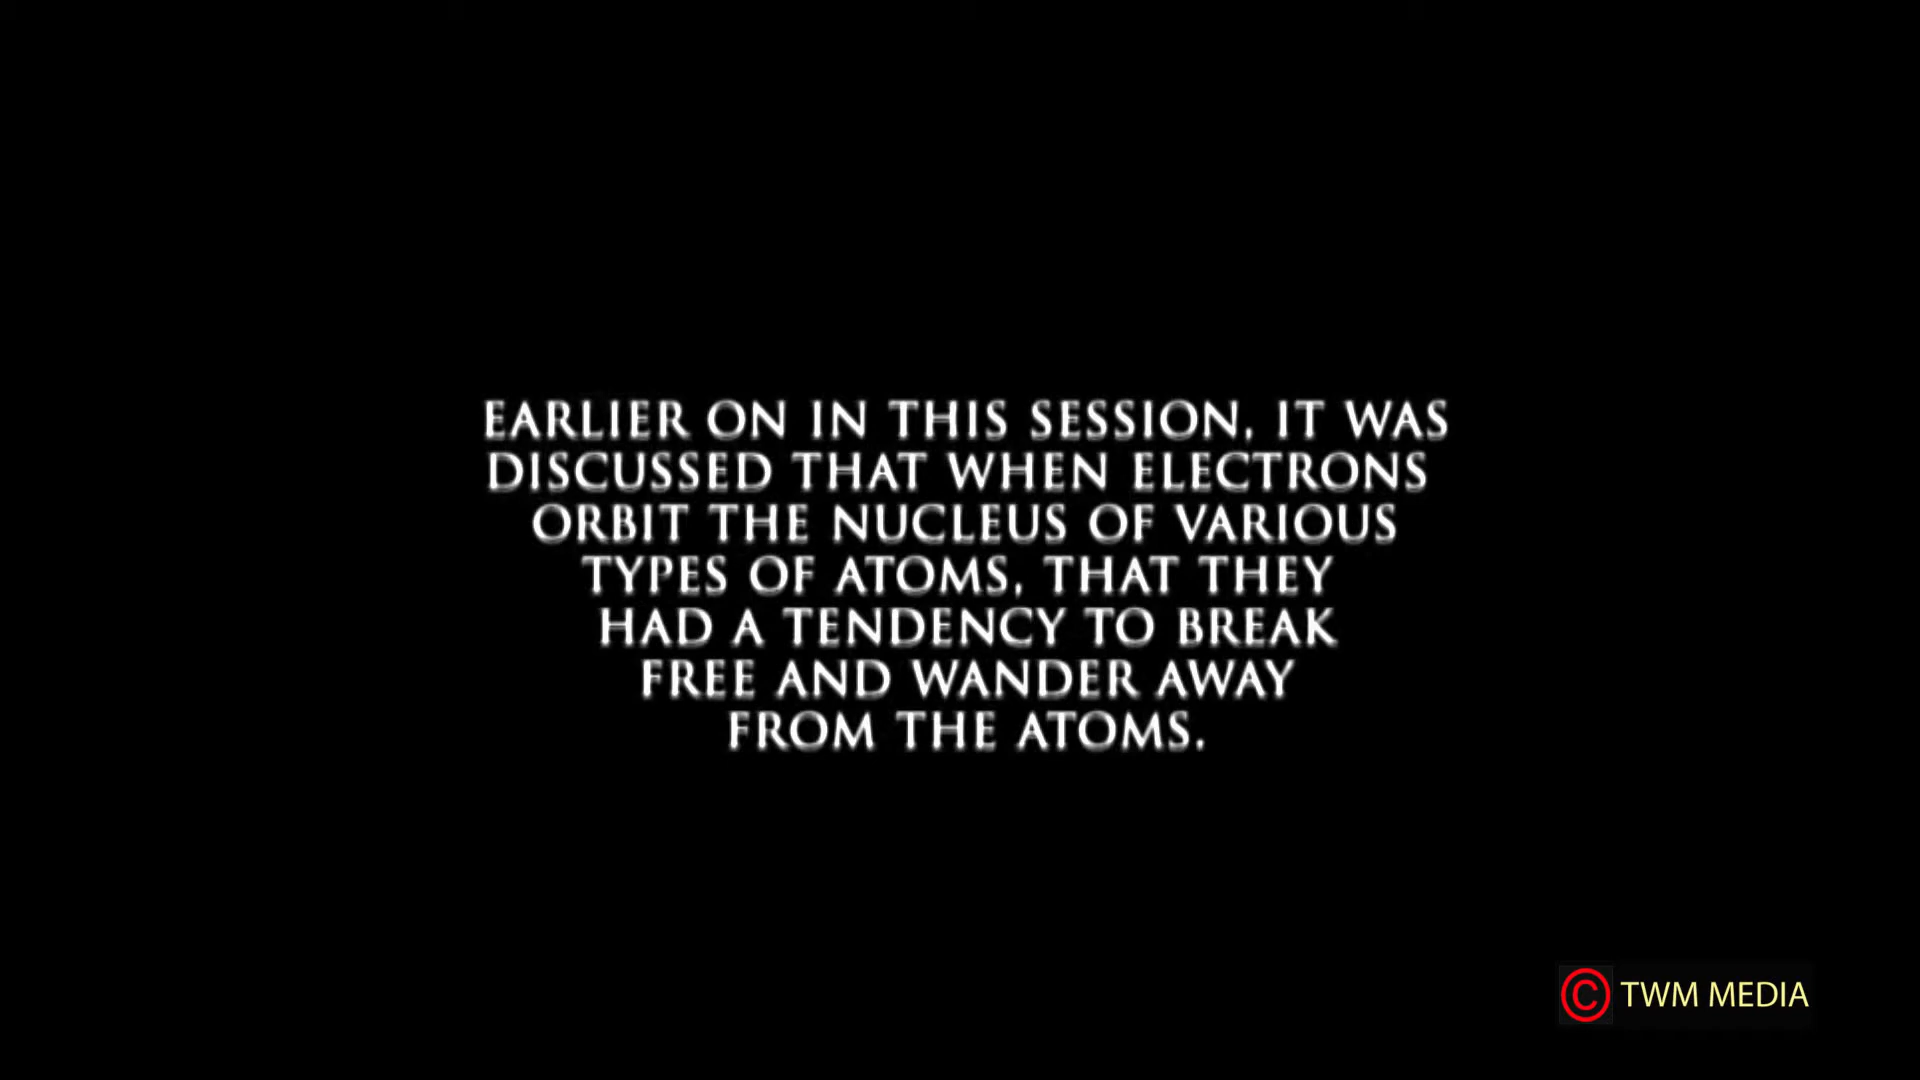 EARLIER ON IN THIS SESSION, IT WAS
DISCUSSED THAT WHEN ELECTRONS
ORBIT THE NUCLEUS OF VARIOUS
TYPES OF ATOMS, THAT THEY
HAD A TENDENCY TO BREAK
FREE AND WANDER AWAY
FROM THE ATOMS.
© TWM MEDIA